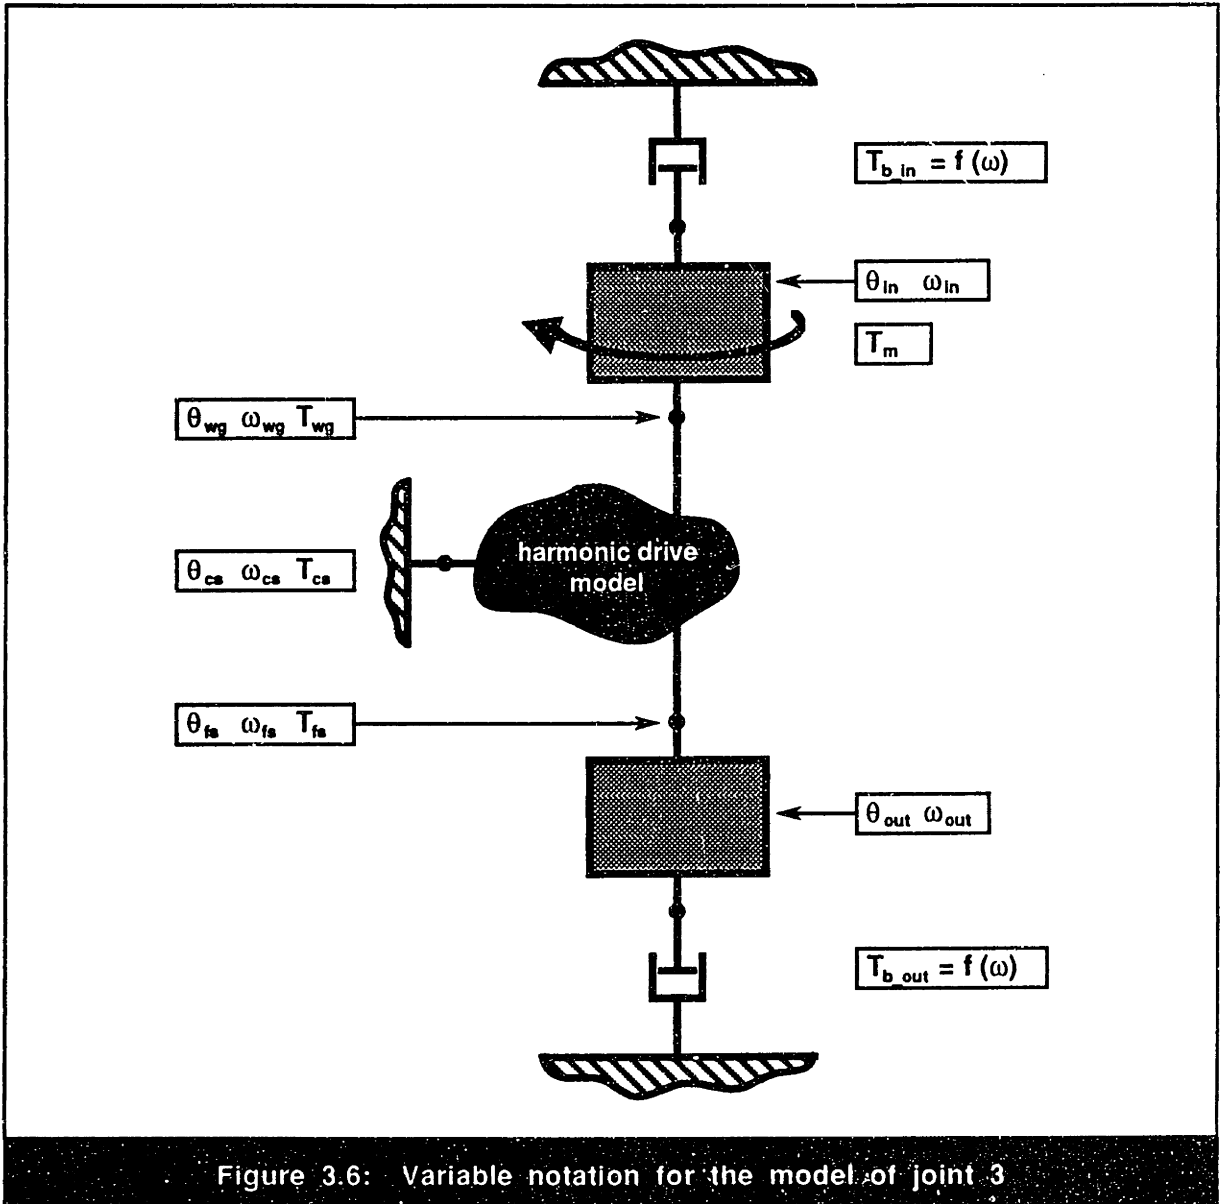 T_b_in = f (ω)
θ_in ω_in
T_m
θ_wg ω_wg T_wg
harmonic drive
model
θ_cs ω_cs T_cs
θ_fs ω_fs T_fs
θ_out ω_out
T_b_out = f (ω)
Figure 3.6: Variable notation for the model of joint 3